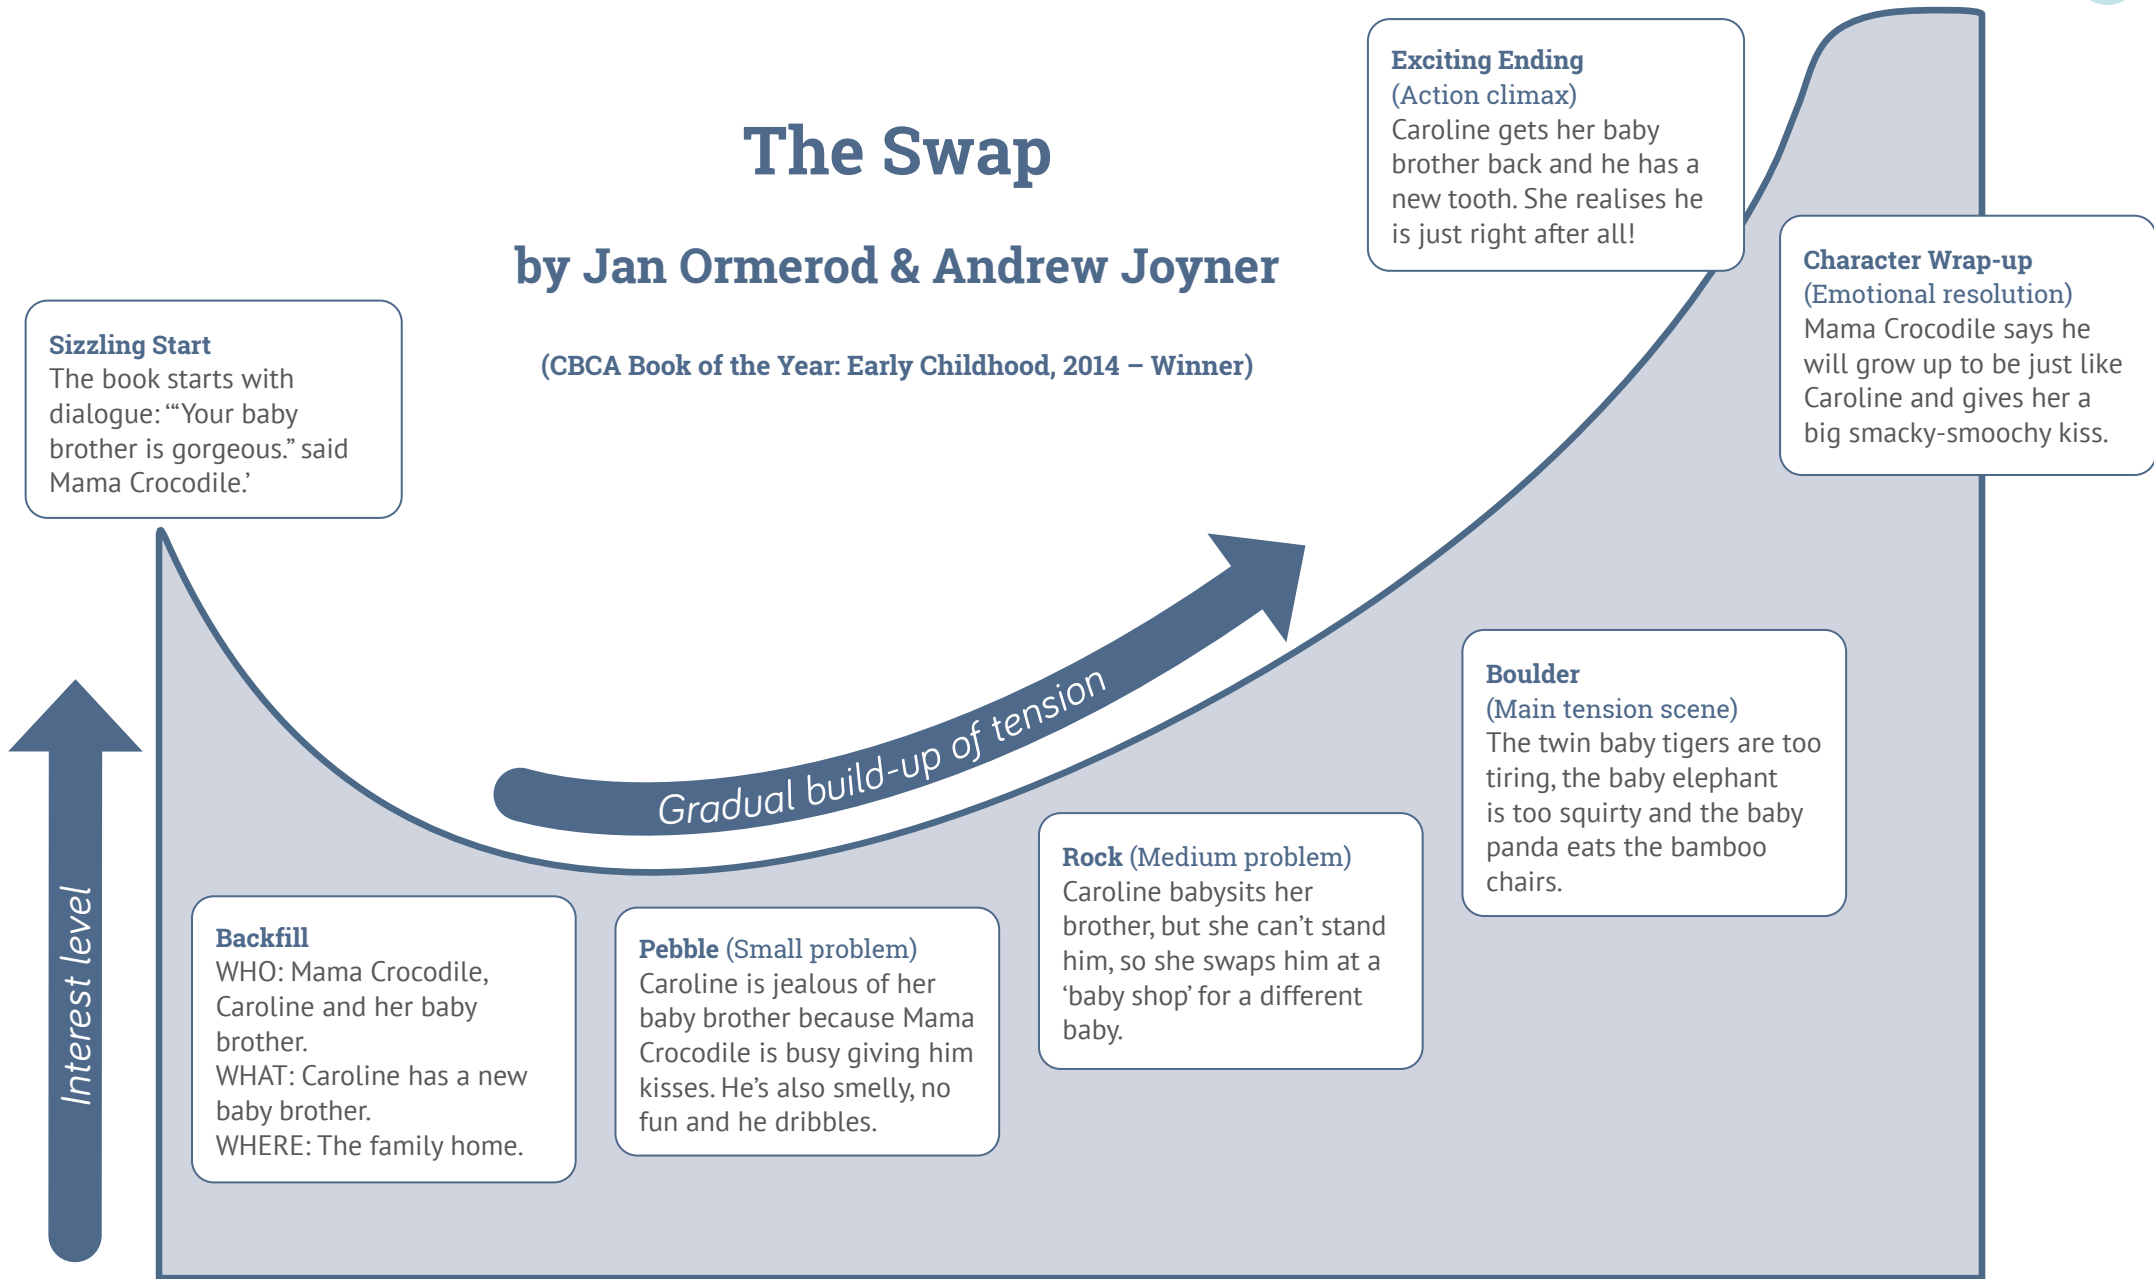 The Swap
by Jan Ormerod & Andrew Joyner
(CBCA Book of the Year: Early Childhood, 2014 – Winner)
Sizzling Start
The book starts with
dialogue: ‘“Your baby
brother is gorgeous.” said
Mama Crocodile.’
Interest level
Backfill
WHO: Mama Crocodile,
Caroline and her baby
brother.
WHAT: Caroline has a new
baby brother.
WHERE: The family home.
Gradual build-up of tension
Pebble (Small problem)
Caroline is jealous of her
baby brother because Mama
Crocodile is busy giving him
kisses. He’s also smelly, no
fun and he dribbles.
Rock (Medium problem)
Caroline babysits her
brother, but she can’t stand
him, so she swaps him at a
‘baby shop’ for a different
baby.
Boulder
(Main tension scene)
The twin baby tigers are too
tiring, the baby elephant
is too squirty and the baby
panda eats the bamboo
chairs.
Exciting Ending
(Action climax)
Caroline gets her baby
brother back and he has a
new tooth. She realises he
is just right after all!
Character Wrap-up
(Emotional resolution)
Mama Crocodile says he
will grow up to be just like
Caroline and gives her a
big smacky-smoochy kiss.